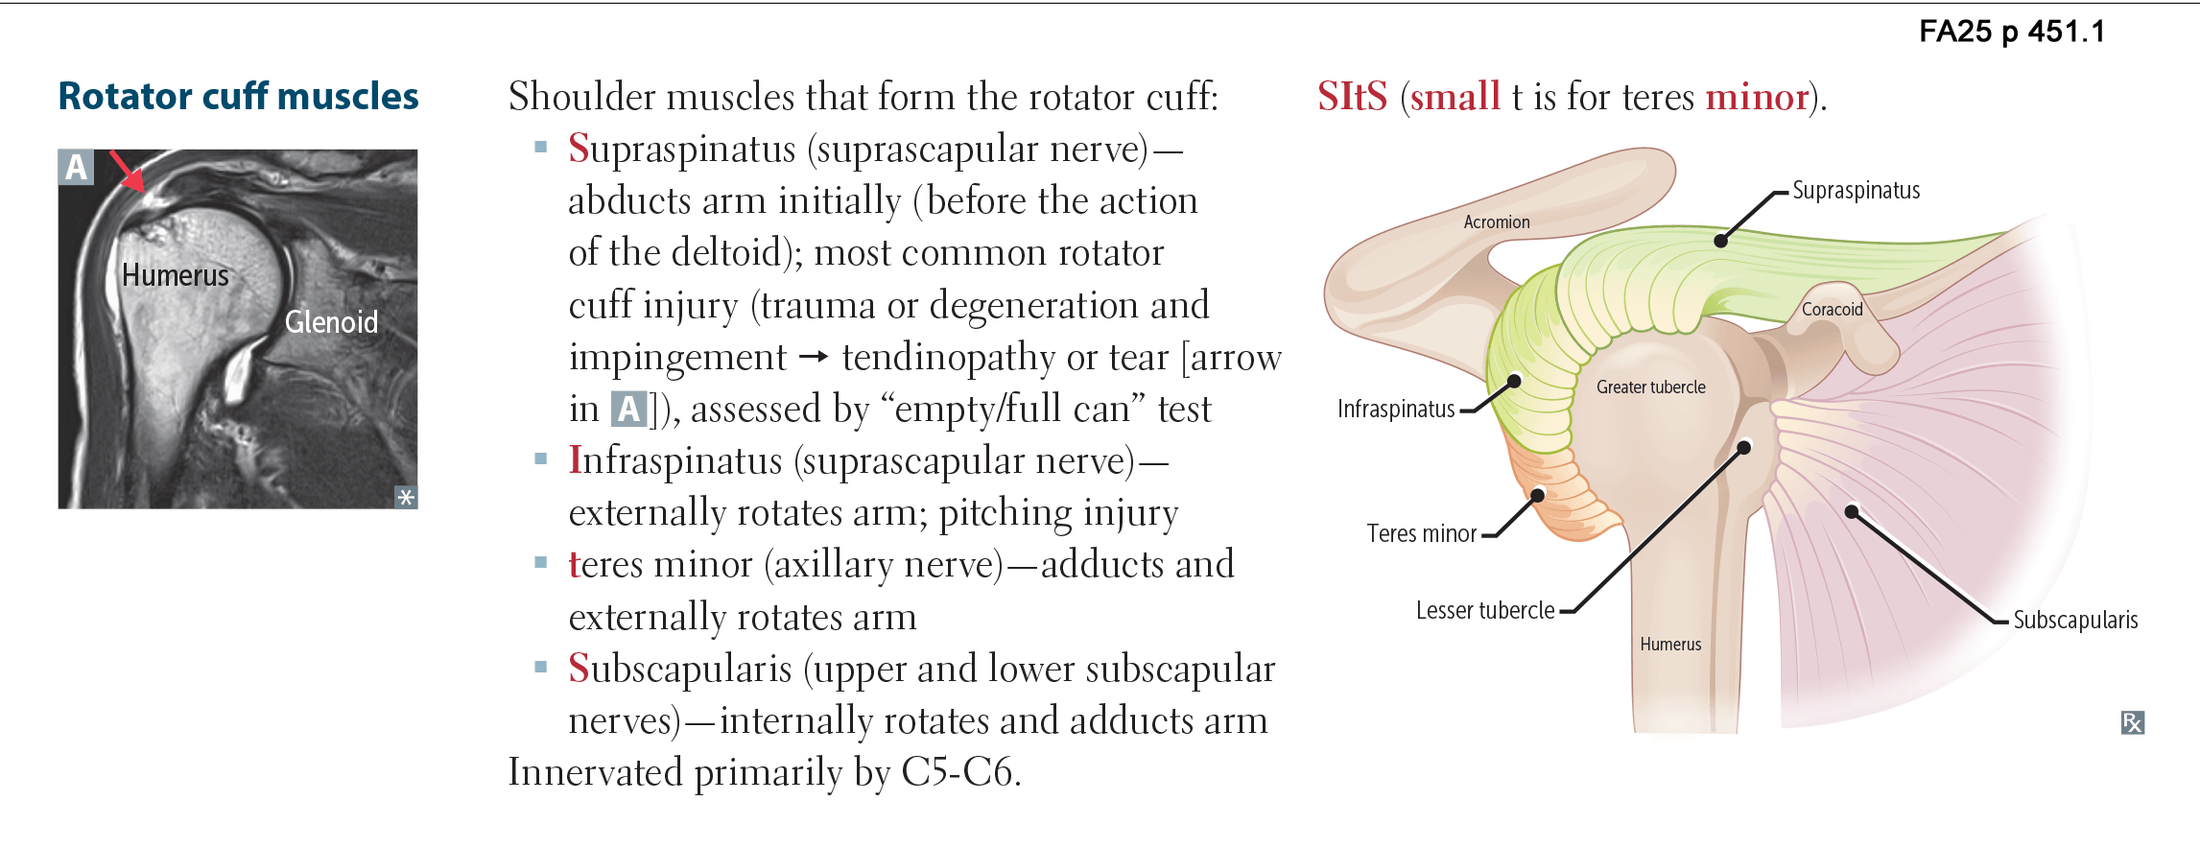 FA25 p 451.1
Rotator cuff muscles
A
Humerus
Glenoid
*
Shoulder muscles that form the rotator cuff:
▪ Supraspinatus (suprascapular nerve)—
abducts arm initially (before the action
of the deltoid); most common rotator
cuff injury (trauma or degeneration and
impingement → tendinopathy or tear [arrow
in A]), assessed by “empty/full can” test
▪ Infraspinatus (suprascapular nerve)—
externally rotates arm; pitching injury
▪ teres minor (axillary nerve)—adducts and
externally rotates arm
▪ Subscapularis (upper and lower subscapular
nerves)—internally rotates and adducts arm
Innervated primarily by C5-C6.
SItS (small t is for teres minor).
Supraspinatus
Acromion
Coracoid
Greater tubercle
Infraspinatus
Teres minor
Lesser tubercle
Subscapularis
Humerus
Rx